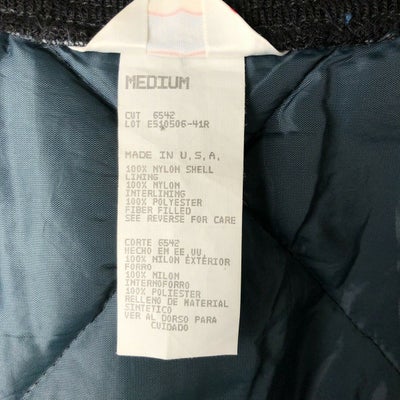 MEDIUM
CUT 6542
LOT E510506-41R
MADE IN U.S.A.
100% NYLON SHELL
LINING
100% NYLON
INTERLINING
100% POLYESTER
FIBER FILLED
SEE REVERSE FOR CARE
CORTE 6542
HECHO EN EE.UU.
100% NILON EXTERIOR
FORRO
100% NILON
INTERNOFORRO
100% POLIESTER
RELLENO DE MATERIAL
SINTETICO
VER AL DORSO PARA
CUIDADO